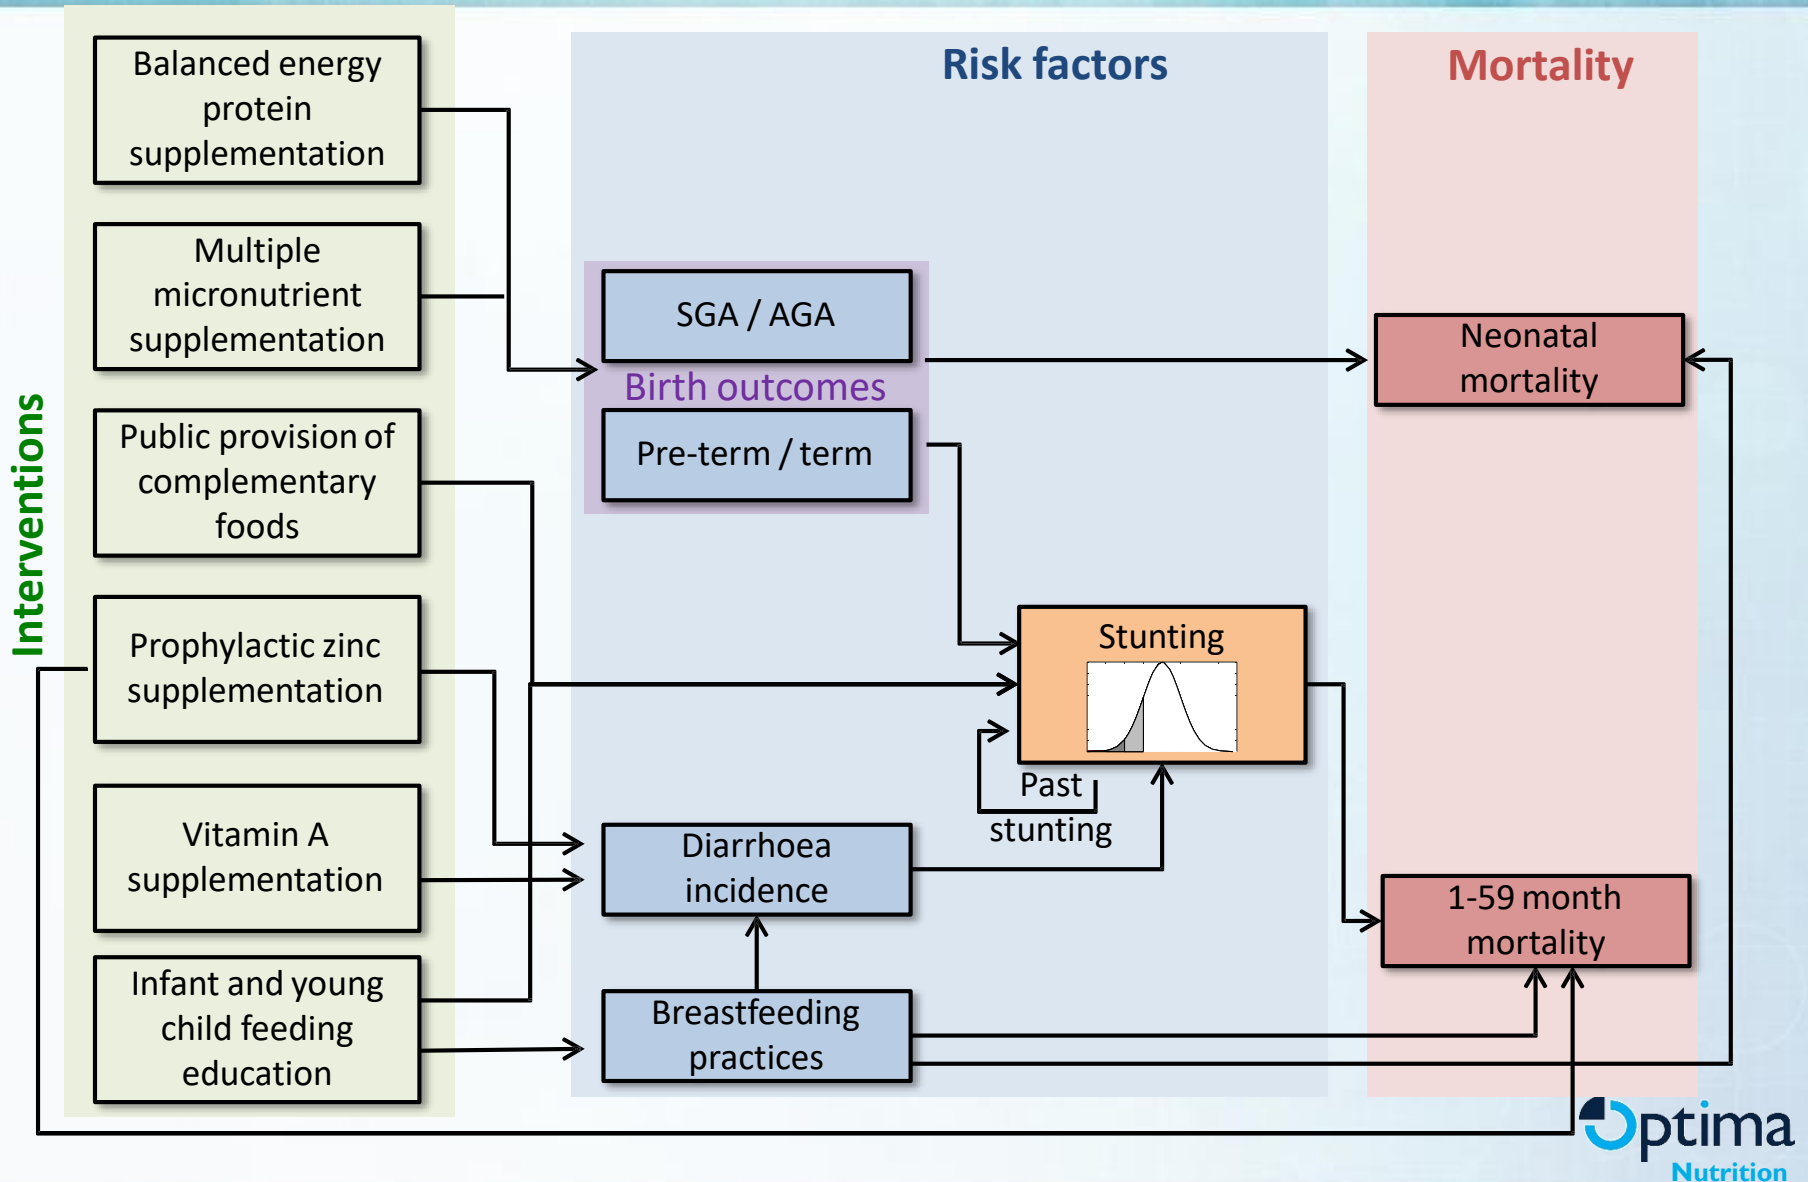 Interventions
Balanced energy
protein
supplementation
Multiple
micronutrient
supplementation
Public provision of
complementary
foods
Prophylactic zinc
supplementation
Vitamin A
supplementation
Infant and young
child feeding
education
Risk factors
SGA / AGA
Birth outcomes
Pre-term / term
Stunting
Past
stunting
Diarrhoea
incidence
Breastfeeding
practices
Mortality
Neonatal
mortality
1-59 month
mortality
Optima
Nutrition